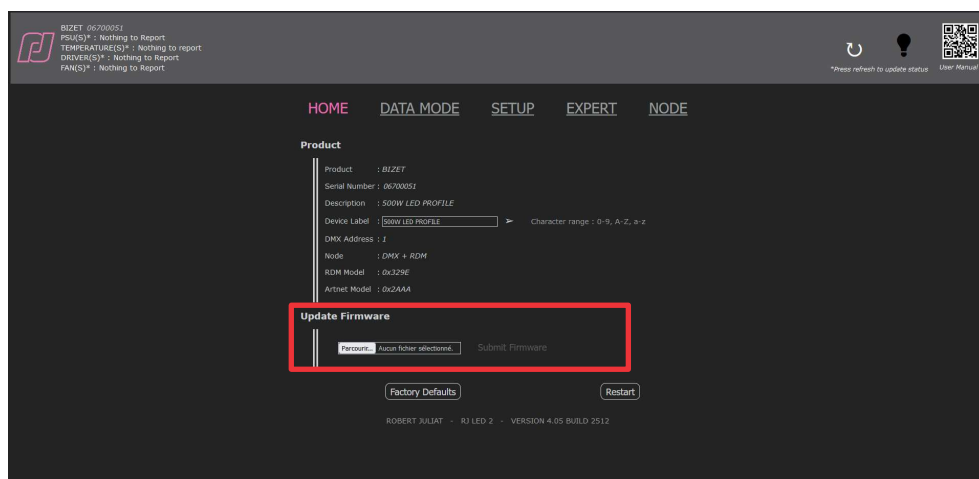 BIZET 06700051
PSU(S)* : Nothing to Report
TEMPERATURE(S)* : Nothing to report
DRIVER(S)* : Nothing to Report
FAN(S)* : Nothing to Report
*Press refresh to update status
User Manual
HOME DATA MODE SETUP EXPERT NODE
Product
Product : BIZET
Serial Number : 06700051
Description : 500W LED PROFILE
Device Label : 500W LED PROFILE ➢ Character range : 0-9, A-Z, a-z
DMX Address : 1
Node : DMX + RDM
RDM Model : 0x329E
Artnet Model : 0x2AAA
Update Firmware
Parcourir... Aucun fichier sélectionné. Submit Firmware
Factory Defaults Restart
ROBERT JULIAT - RJ LED 2 - VERSION 4.05 BUILD 2512